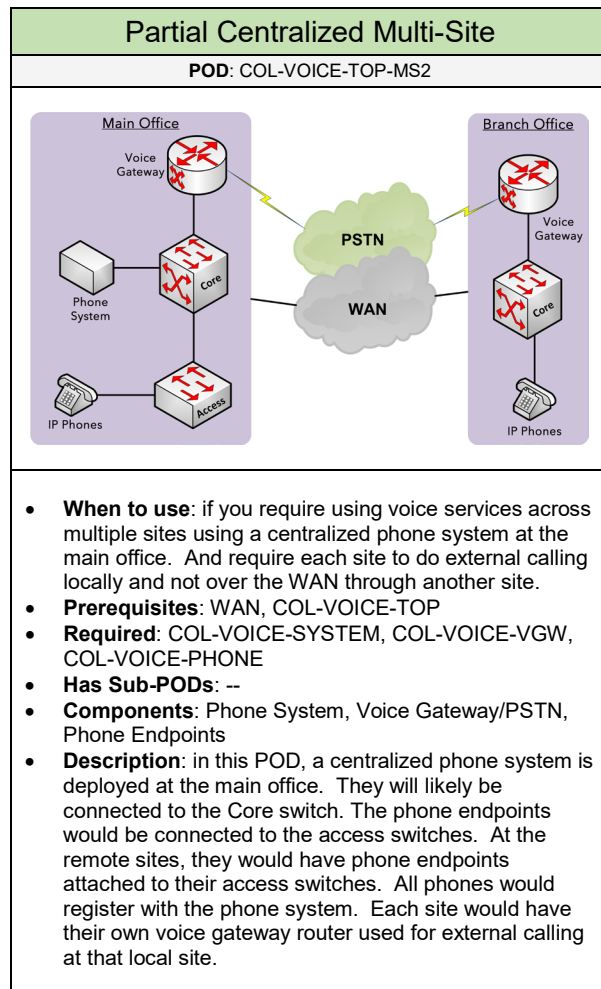 Partial Centralized Multi-Site
POD: COL-VOICE-TOP-MS2
Main Office
Branch Office
Voice
Gateway
Voice
Gateway
PSTN
Core
Core
Phone
System
WAN
Access
IP Phones
IP Phones
• When to use: if you require using voice services across
multiple sites using a centralized phone system at the
main office.  And require each site to do external calling
locally and not over the WAN through another site.
• Prerequisites: WAN, COL-VOICE-TOP
• Required: COL-VOICE-SYSTEM, COL-VOICE-VGW,
COL-VOICE-PHONE
• Has Sub-PODs: --
• Components: Phone System, Voice Gateway/PSTN,
Phone Endpoints
• Description: in this POD, a centralized phone system is
deployed at the main office.  They will likely be
connected to the Core switch. The phone endpoints
would be connected to the access switches.  At the
remote sites, they would have phone endpoints
attached to their access switches.  All phones would
register with the phone system.  Each site would have
their own voice gateway router used for external calling
at that local site.